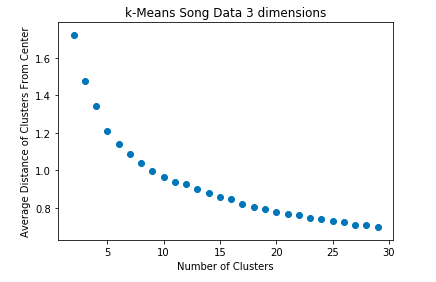 k-Means Song Data 3 dimensions
Average Distance of Clusters From Center
1.6
1.4
1.2
1.0
0.8
5 10 15 20 25 30
Number of Clusters